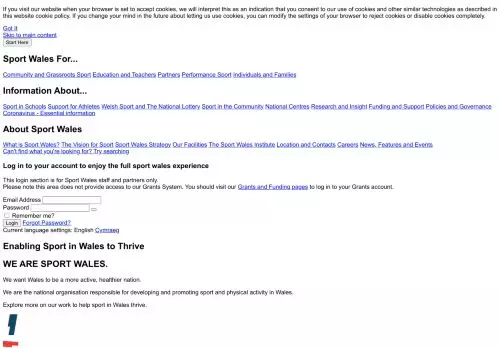 If you visit our website when your browser is set to accept cookies, we will interpret this as an indication that you consent to our use of cookies and other similar technologies as described in
this website cookie policy. If you change your mind in the future about letting us use cookies, you can modify the settings of your browser to reject cookies or disable cookies completely.
Got it
Skip to main content
Start Here
Sport Wales For...
Community and Grassroots Sport Education and Teachers Partners Performance Sport Individuals and Families
Information About...
Sport in Schools Support for Athletes Welsh Sport and The National Lottery Sport in the Community National Centres Research and Insight Funding and Support Policies and Governance
Coronavirus - Essential information
About Sport Wales
What is Sport Wales? The Vision for Sport Sport Wales Strategy Our Facilities The Sport Wales Institute Location and Contacts Careers News, Features and Events
Can't find what you're looking for? Try searching
Log in to your account to enjoy the full sport wales experience
This login section is for Sport Wales staff and partners only.
Please note this area does not provide access to our Grants System. You should visit our Grants and Funding pages to log in to your Grants account.
Email Address
Password
Remember me?
Login Forgot Password?
Current language settings: English Cymraeg
Enabling Sport in Wales to Thrive
WE ARE SPORT WALES.
We want Wales to be a more active, healthier nation.
We are the national organisation responsible for developing and promoting sport and physical activity in Wales.
Explore more on our work to help sport in Wales thrive.